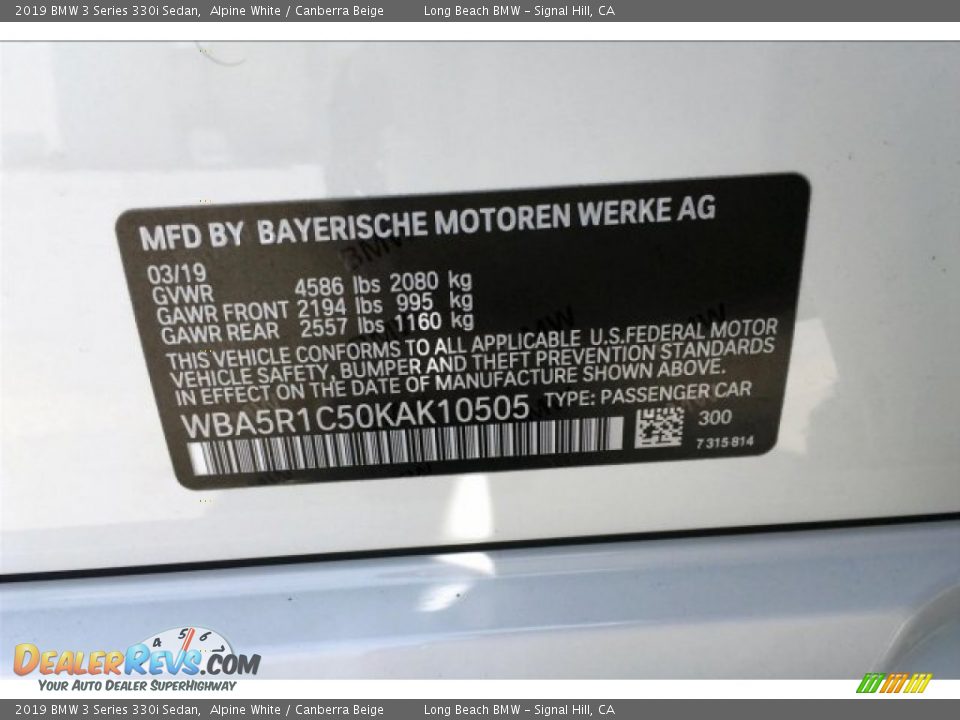 2019 BMW 3 Series 330i Sedan,  Alpine White / Canberra Beige  Long Beach BMW - Signal Hill, CA
MFD BY BAYERISCHE MOTOREN WERKE AG
03/19
GVWR 4586 lbs 2080 kg
GAWR FRONT 2194 lbs 995 kg
GAWR REAR 2557 lbs 1160 kg
THIS VEHICLE CONFORMS TO ALL APPLICABLE U.S.FEDERAL MOTOR
VEHICLE SAFETY, BUMPER AND THEFT PREVENTION STANDARDS
IN EFFECT ON THE DATE OF MANUFACTURE SHOWN ABOVE.
WBA5R1C50KAK10505 TYPE: PASSENGER CAR
300
7 315 814
4 5 6
DEALERREVS.COM
YOUR AUTO DEALER SUPERHIGHWAY
2019 BMW 3 Series 330i Sedan,  Alpine White / Canberra Beige  Long Beach BMW - Signal Hill, CA